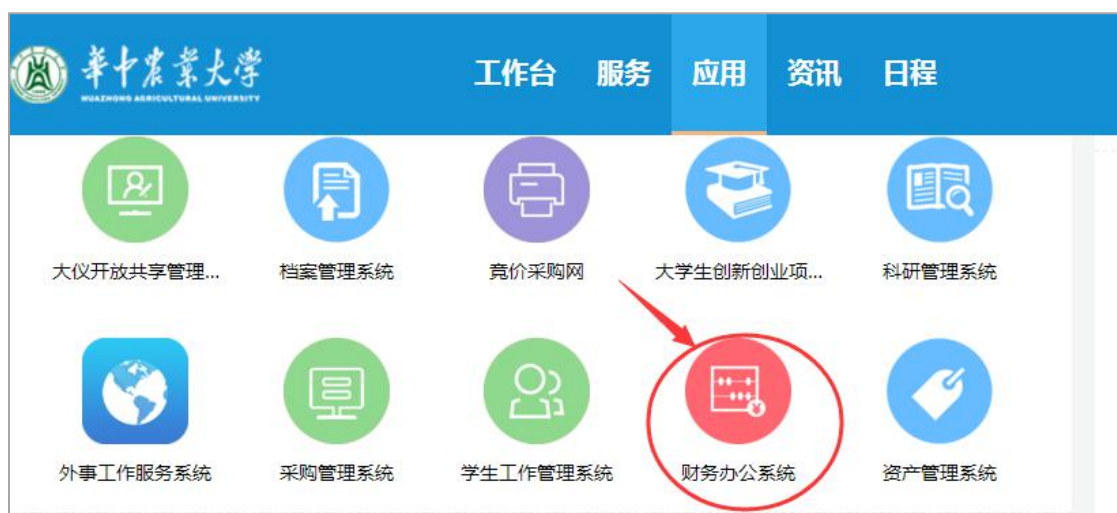 華中农業大学
HUAZHONG AGRICULTURAL UNIVERSITY
工作台 服务 应用 资讯 日程
大仪开放共享管理... 档案管理系统 竞价采购网 大学生创新创业项... 科研管理系统
外事工作服务系统 采购管理系统 学生工作管理系统 财务办公系统 资产管理系统